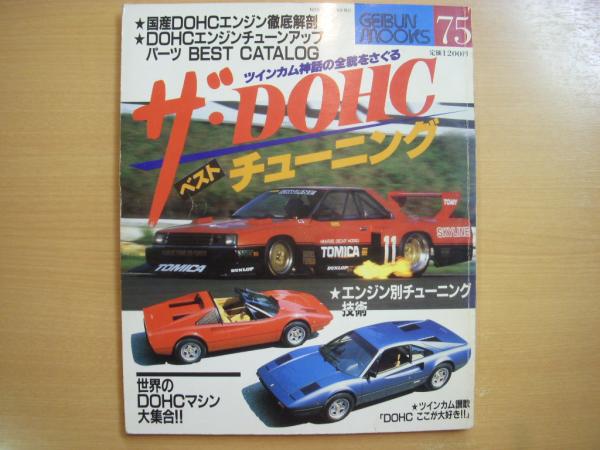 ★国産DOHCエンジン徹底解剖
★DOHCエンジンチューンアップ
パーツ BEST CATALOG
GEIBUN
MOOKS
75
定価1200円
ツインカム神話の全貌をさぐる
ザ・DOHC
ベスト
チューニング
TOMY
SKYLINE
11
TOMICA
DUNLOP
TOMICA
DUNLOP
★エンジン別チューニング
技術
世界の
DOHCマシン
大集合!!
★ツインカム讃歌
「DOHC ここが大好き!!」